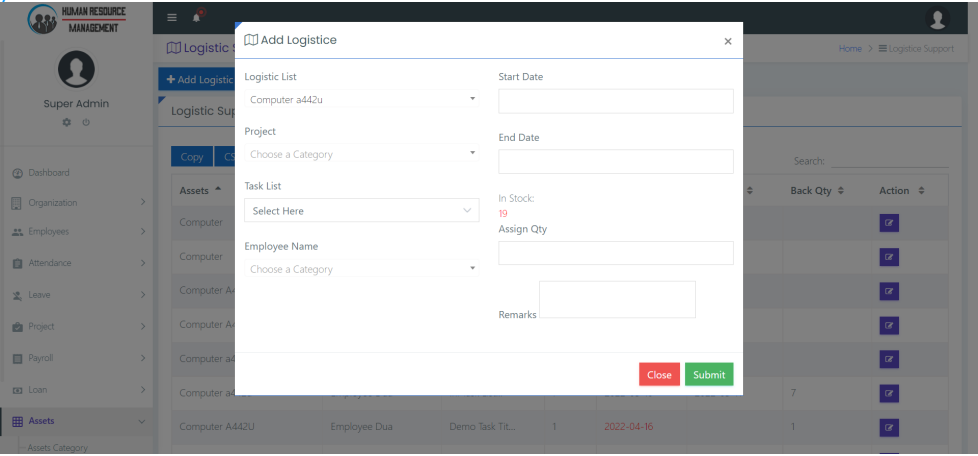 HUMAN RESOURCE
MANAGEMENT
Super Admin
Dashboard
Organization
Employees
Attendance
Leave
Project
Payroll
Loan
Assets
Assets Category
Logistic
Home > Logistice Support
+ Add Logistic
Logistic Sup
Copy
Search:
Assets
Back Qty
Action
Computer
Computer
Computer A4
Computer A4
Computer a4
Computer
7
Computer A442U
Employee Dua
Demo Task Tit...
1
2022-04-16
1
Add Logistice
×
Logistic List
Computer a442u
Project
Choose a Category
Task List
Select Here
Employee Name
Choose a Category
Start Date
End Date
In Stock:
19
Assign Qty
Remarks
Close
Submit